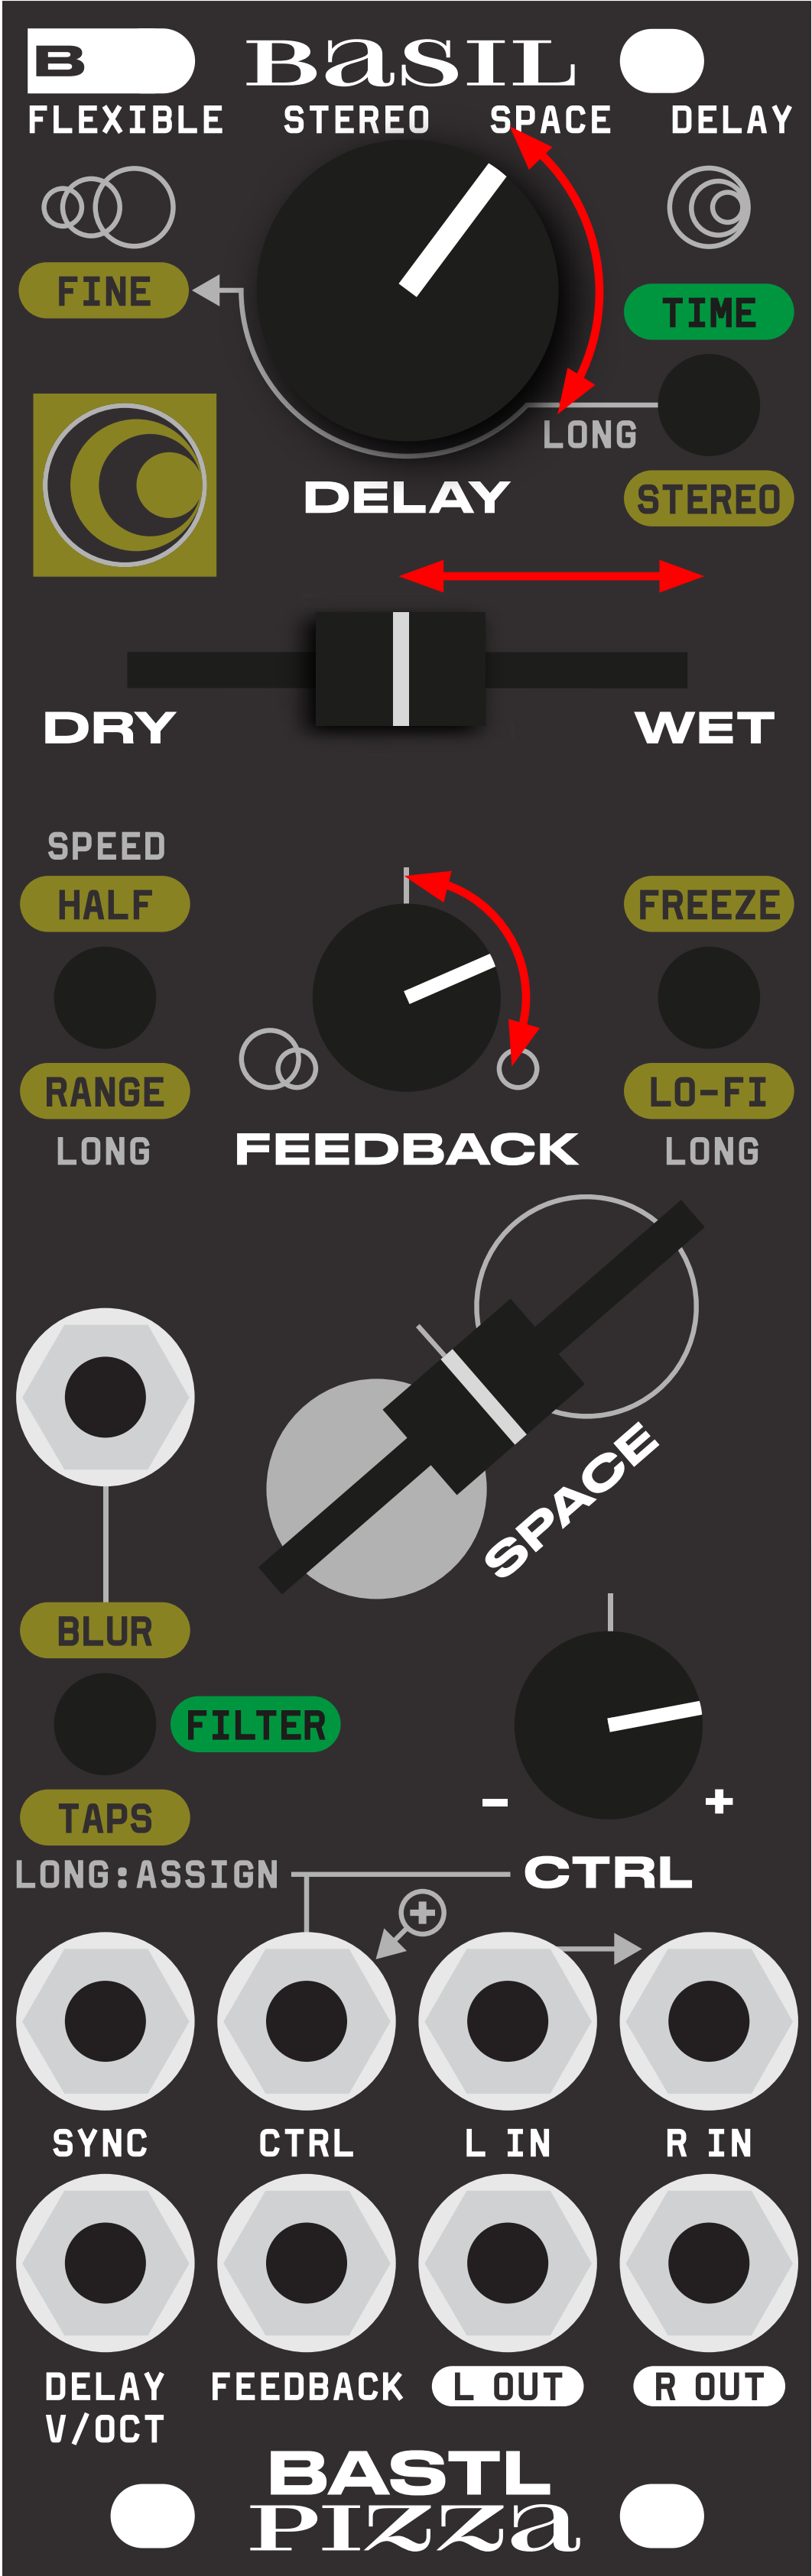 B BASIL
FLEXIBLE STEREO SPACE DELAY
FINE
TIME
LONG
STEREO
DELAY
DRY WET
SPEED
HALF FREEZE
RANGE LO-FI
LONG LONG
FEEDBACK
SPACE
BLUR
FILTER
- +
TAPS
LONG:ASSIGN CTRL
SYNC CTRL L IN R IN
DELAY FEEDBACK L OUT R OUT
V/OCT
BASTL
PIZZa